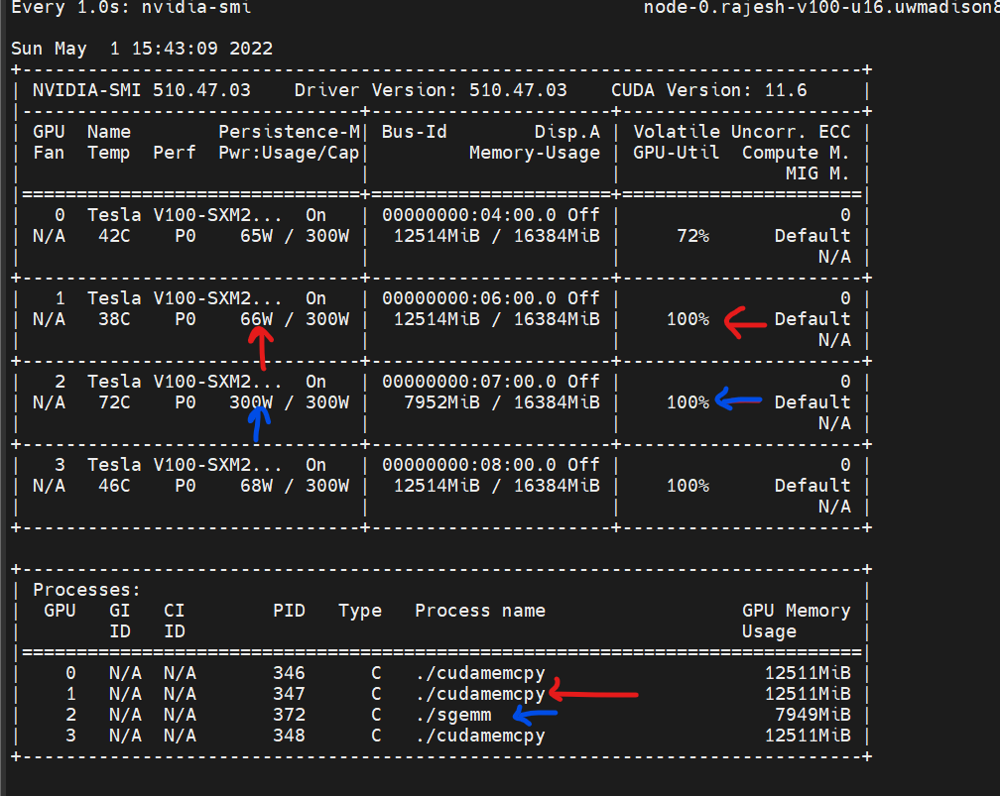 Every 1.0s: nvidia-smi                                    node-0.rajesh-v100-u16.uwmadison8
Sun May  1 15:43:09 2022
+-----------------------------------------------------------------------------+
| NVIDIA-SMI 510.47.03    Driver Version: 510.47.03    CUDA Version: 11.6     |
|-------------------------------+----------------------+----------------------+
| GPU  Name        Persistence-M| Bus-Id        Disp.A | Volatile Uncorr. ECC |
| Fan  Temp  Perf  Pwr:Usage/Cap|         Memory-Usage | GPU-Util  Compute M. |
|                               |                      |               MIG M. |
|===============================+======================+======================|
|   0  Tesla V100-SXM2...  On   | 00000000:04:00.0 Off |                    0 |
| N/A   42C    P0    65W / 300W |  12514MiB / 16384MiB |     72%      Default |
|                               |                      |                  N/A |
+-------------------------------+----------------------+----------------------+
|   1  Tesla V100-SXM2...  On   | 00000000:06:00.0 Off |                    0 |
| N/A   38C    P0    66W / 300W |  12514MiB / 16384MiB |    100%      Default |
|                               |                      |                  N/A |
+-------------------------------+----------------------+----------------------+
|   2  Tesla V100-SXM2...  On   | 00000000:07:00.0 Off |                    0 |
| N/A   72C    P0   300W / 300W |   7952MiB / 16384MiB |    100%      Default |
|                               |                      |                  N/A |
+-------------------------------+----------------------+----------------------+
|   3  Tesla V100-SXM2...  On   | 00000000:08:00.0 Off |                    0 |
| N/A   46C    P0    68W / 300W |  12514MiB / 16384MiB |    100%      Default |
|                               |                      |                  N/A |
+-------------------------------+----------------------+----------------------+
+-----------------------------------------------------------------------------+
| Processes:                                                                  |
|  GPU   GI   CI        PID   Type   Process name                  GPU Memory |
|        ID   ID                                                   Usage      |
|=============================================================================|
|    0   N/A  N/A       346      C   ./cudamemcpy                    12511MiB |
|    1   N/A  N/A       347      C   ./cudamemcpy                    12511MiB |
|    2   N/A  N/A       372      C   ./sgemm                          7949MiB |
|    3   N/A  N/A       348      C   ./cudamemcpy                    12511MiB |
+-----------------------------------------------------------------------------+